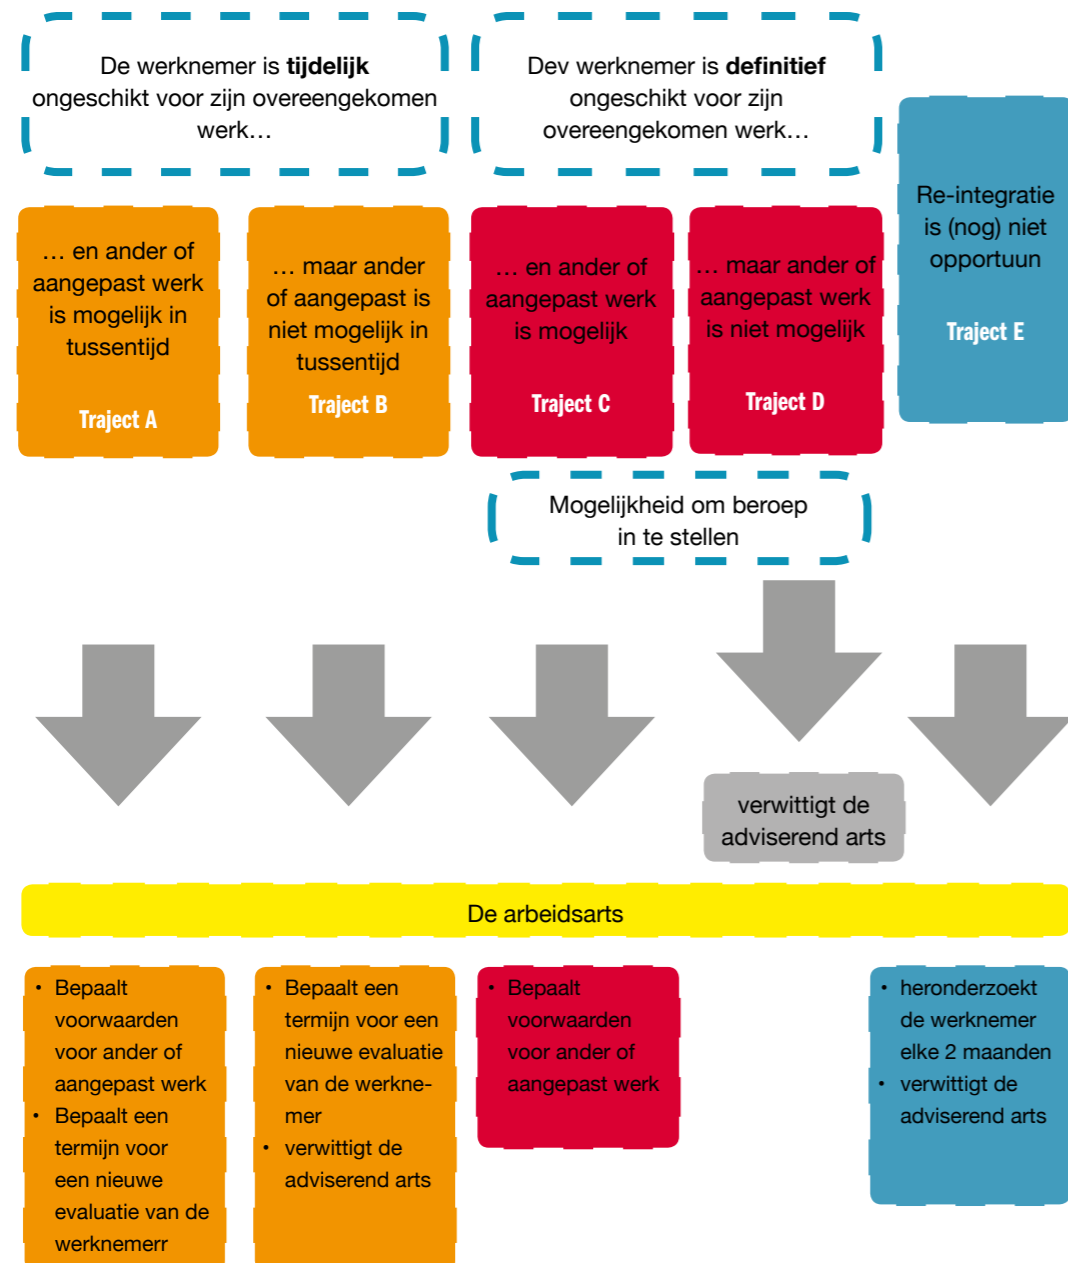 De werknemer is tijdelijk
ongeschikt voor zijn overeengekomen
werk…
Dev werknemer is definitief
ongeschikt voor zijn
overeengekomen werk…
… en ander of
aangepast werk
is mogelijk in
tussentijd
Traject A
… maar ander
of aangepast is
niet mogelijk in
tussentijd
Traject B
… en ander of
aangepast werk
is mogelijk
Traject C
… maar ander of
aangepast werk
is niet mogelijk
Traject D
Re-integratie
is (nog) niet
opportuun
Traject E
Mogelijkheid om beroep
in te stellen
verwittigt de
adviserend arts
De arbeidsarts
• Bepaalt
voorwaarden
voor ander of
aangepast werk
• Bepaalt een
termijn voor
een nieuwe
evaluatie van de
werknemerr
• Bepaalt een
termijn voor een
nieuwe evaluatie
van de werkne-
mer
• verwittigt de
adviserend arts
• Bepaalt
voorwaarden
voor ander of
aangepast werk
• heronderzoekt
de werknemer
elke 2 maanden
• verwittigt de
adviserend arts